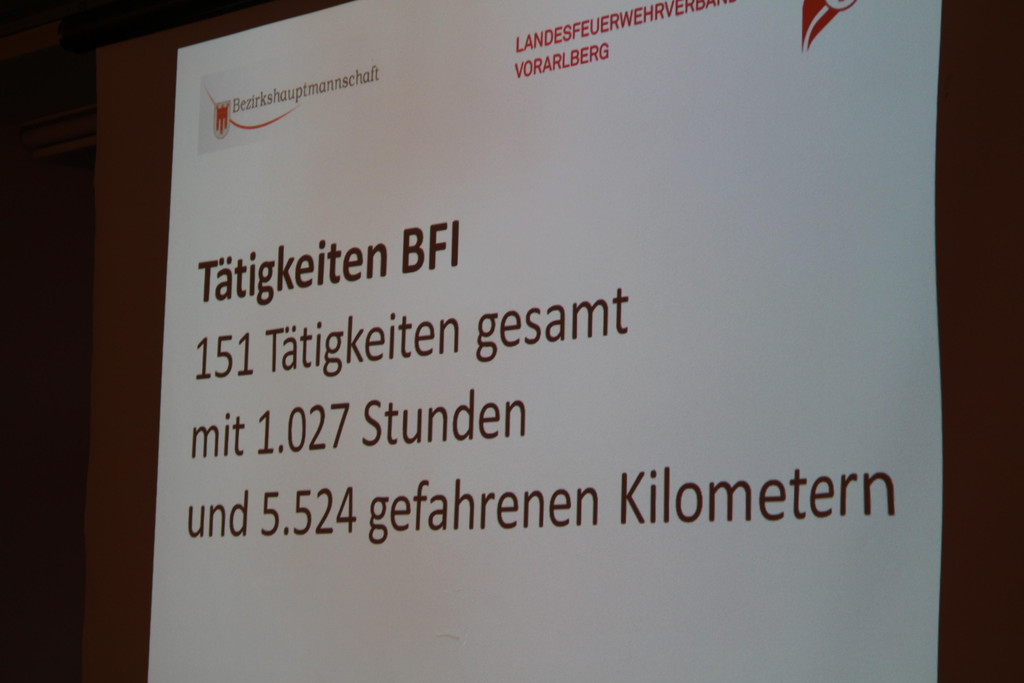 Bezirkshauptmannschaft
LANDESFEUERWEHRVERBAND
VORARLBERG
Tätigkeiten BFI
151 Tätigkeiten gesamt
mit 1.027 Stunden
und 5.524 gefahrenen Kilometern